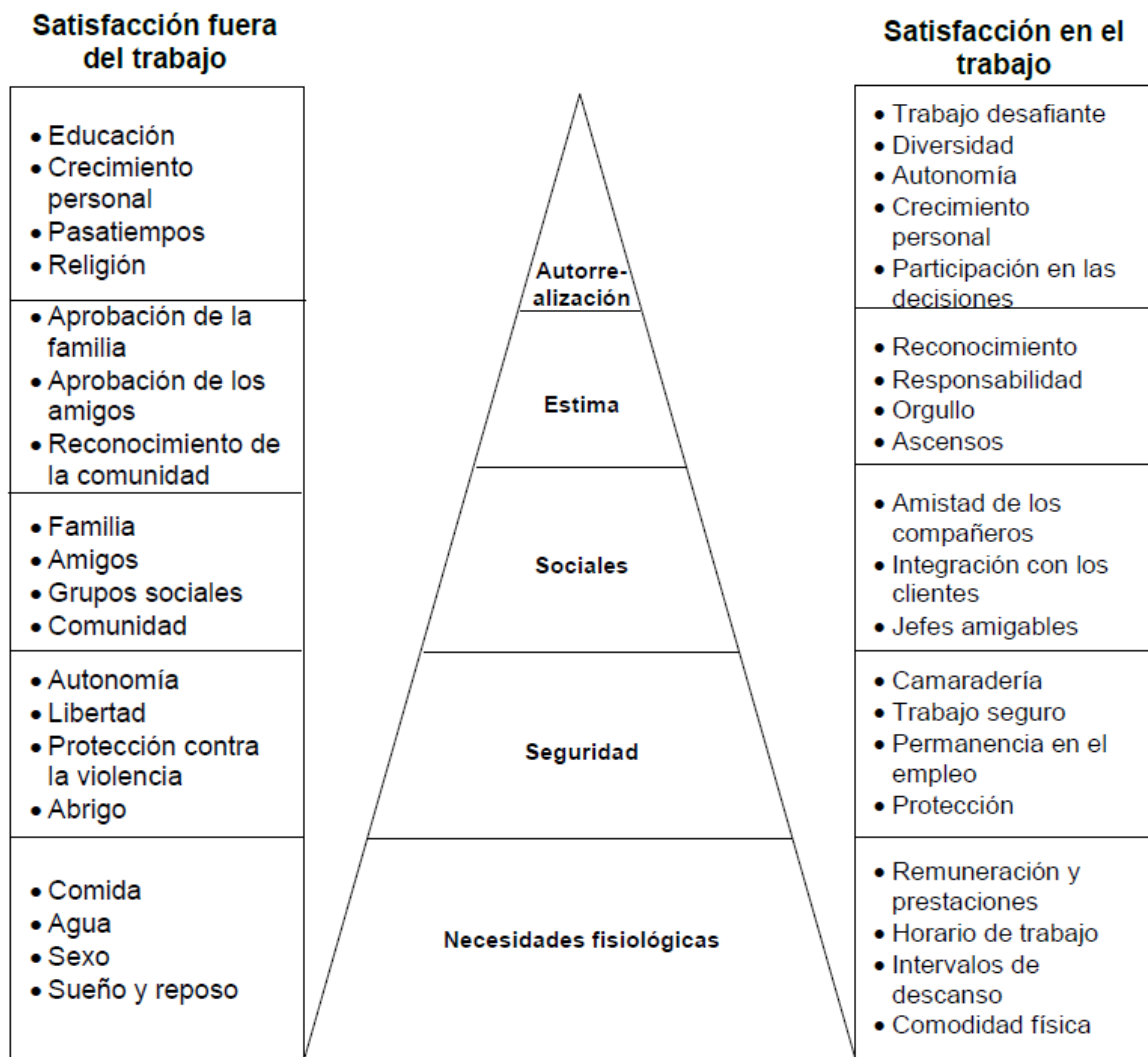 Satisfacción fuera
del trabajo
• Educación
• Crecimiento
personal
• Pasatiempos
• Religión
• Aprobación de la
familia
• Aprobación de los
amigos
• Reconocimiento de
la comunidad
• Familia
• Amigos
• Grupos sociales
• Comunidad
• Autonomía
• Libertad
• Protección contra
la violencia
• Abrigo
• Comida
• Agua
• Sexo
• Sueño y reposo
Autorre-
alización
Estima
Sociales
Seguridad
Necesidades fisiológicas
Satisfacción en el
trabajo
• Trabajo desafiante
• Diversidad
• Autonomía
• Crecimiento
personal
• Participación en las
decisiones
• Reconocimiento
• Responsabilidad
• Orgullo
• Ascensos
• Amistad de los
compañeros
• Integración con los
clientes
• Jefes amigables
• Camaradería
• Trabajo seguro
• Permanencia en el
empleo
• Protección
• Remuneración y
prestaciones
• Horario de trabajo
• Intervalos de
descanso
• Comodidad física